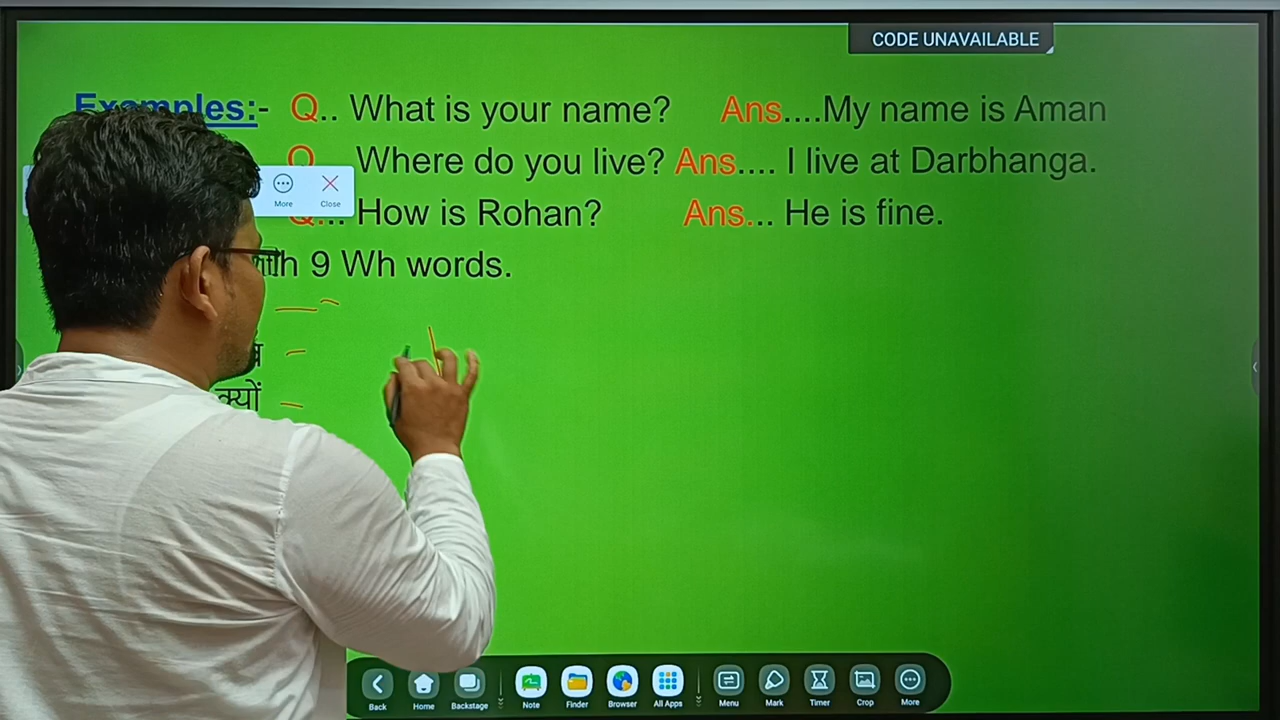 CODE UNAVAILABLE
Examples:- Q.. What is your name? Ans....My name is Aman
Q... Where do you live? Ans.... I live at Darbhanga.
More Close
Q... How is Rohan? Ans... He is fine.
9 Wh words.
क्यों
Back Home Backstage Note Finder Browser All Apps Menu Mark Timer Crop More